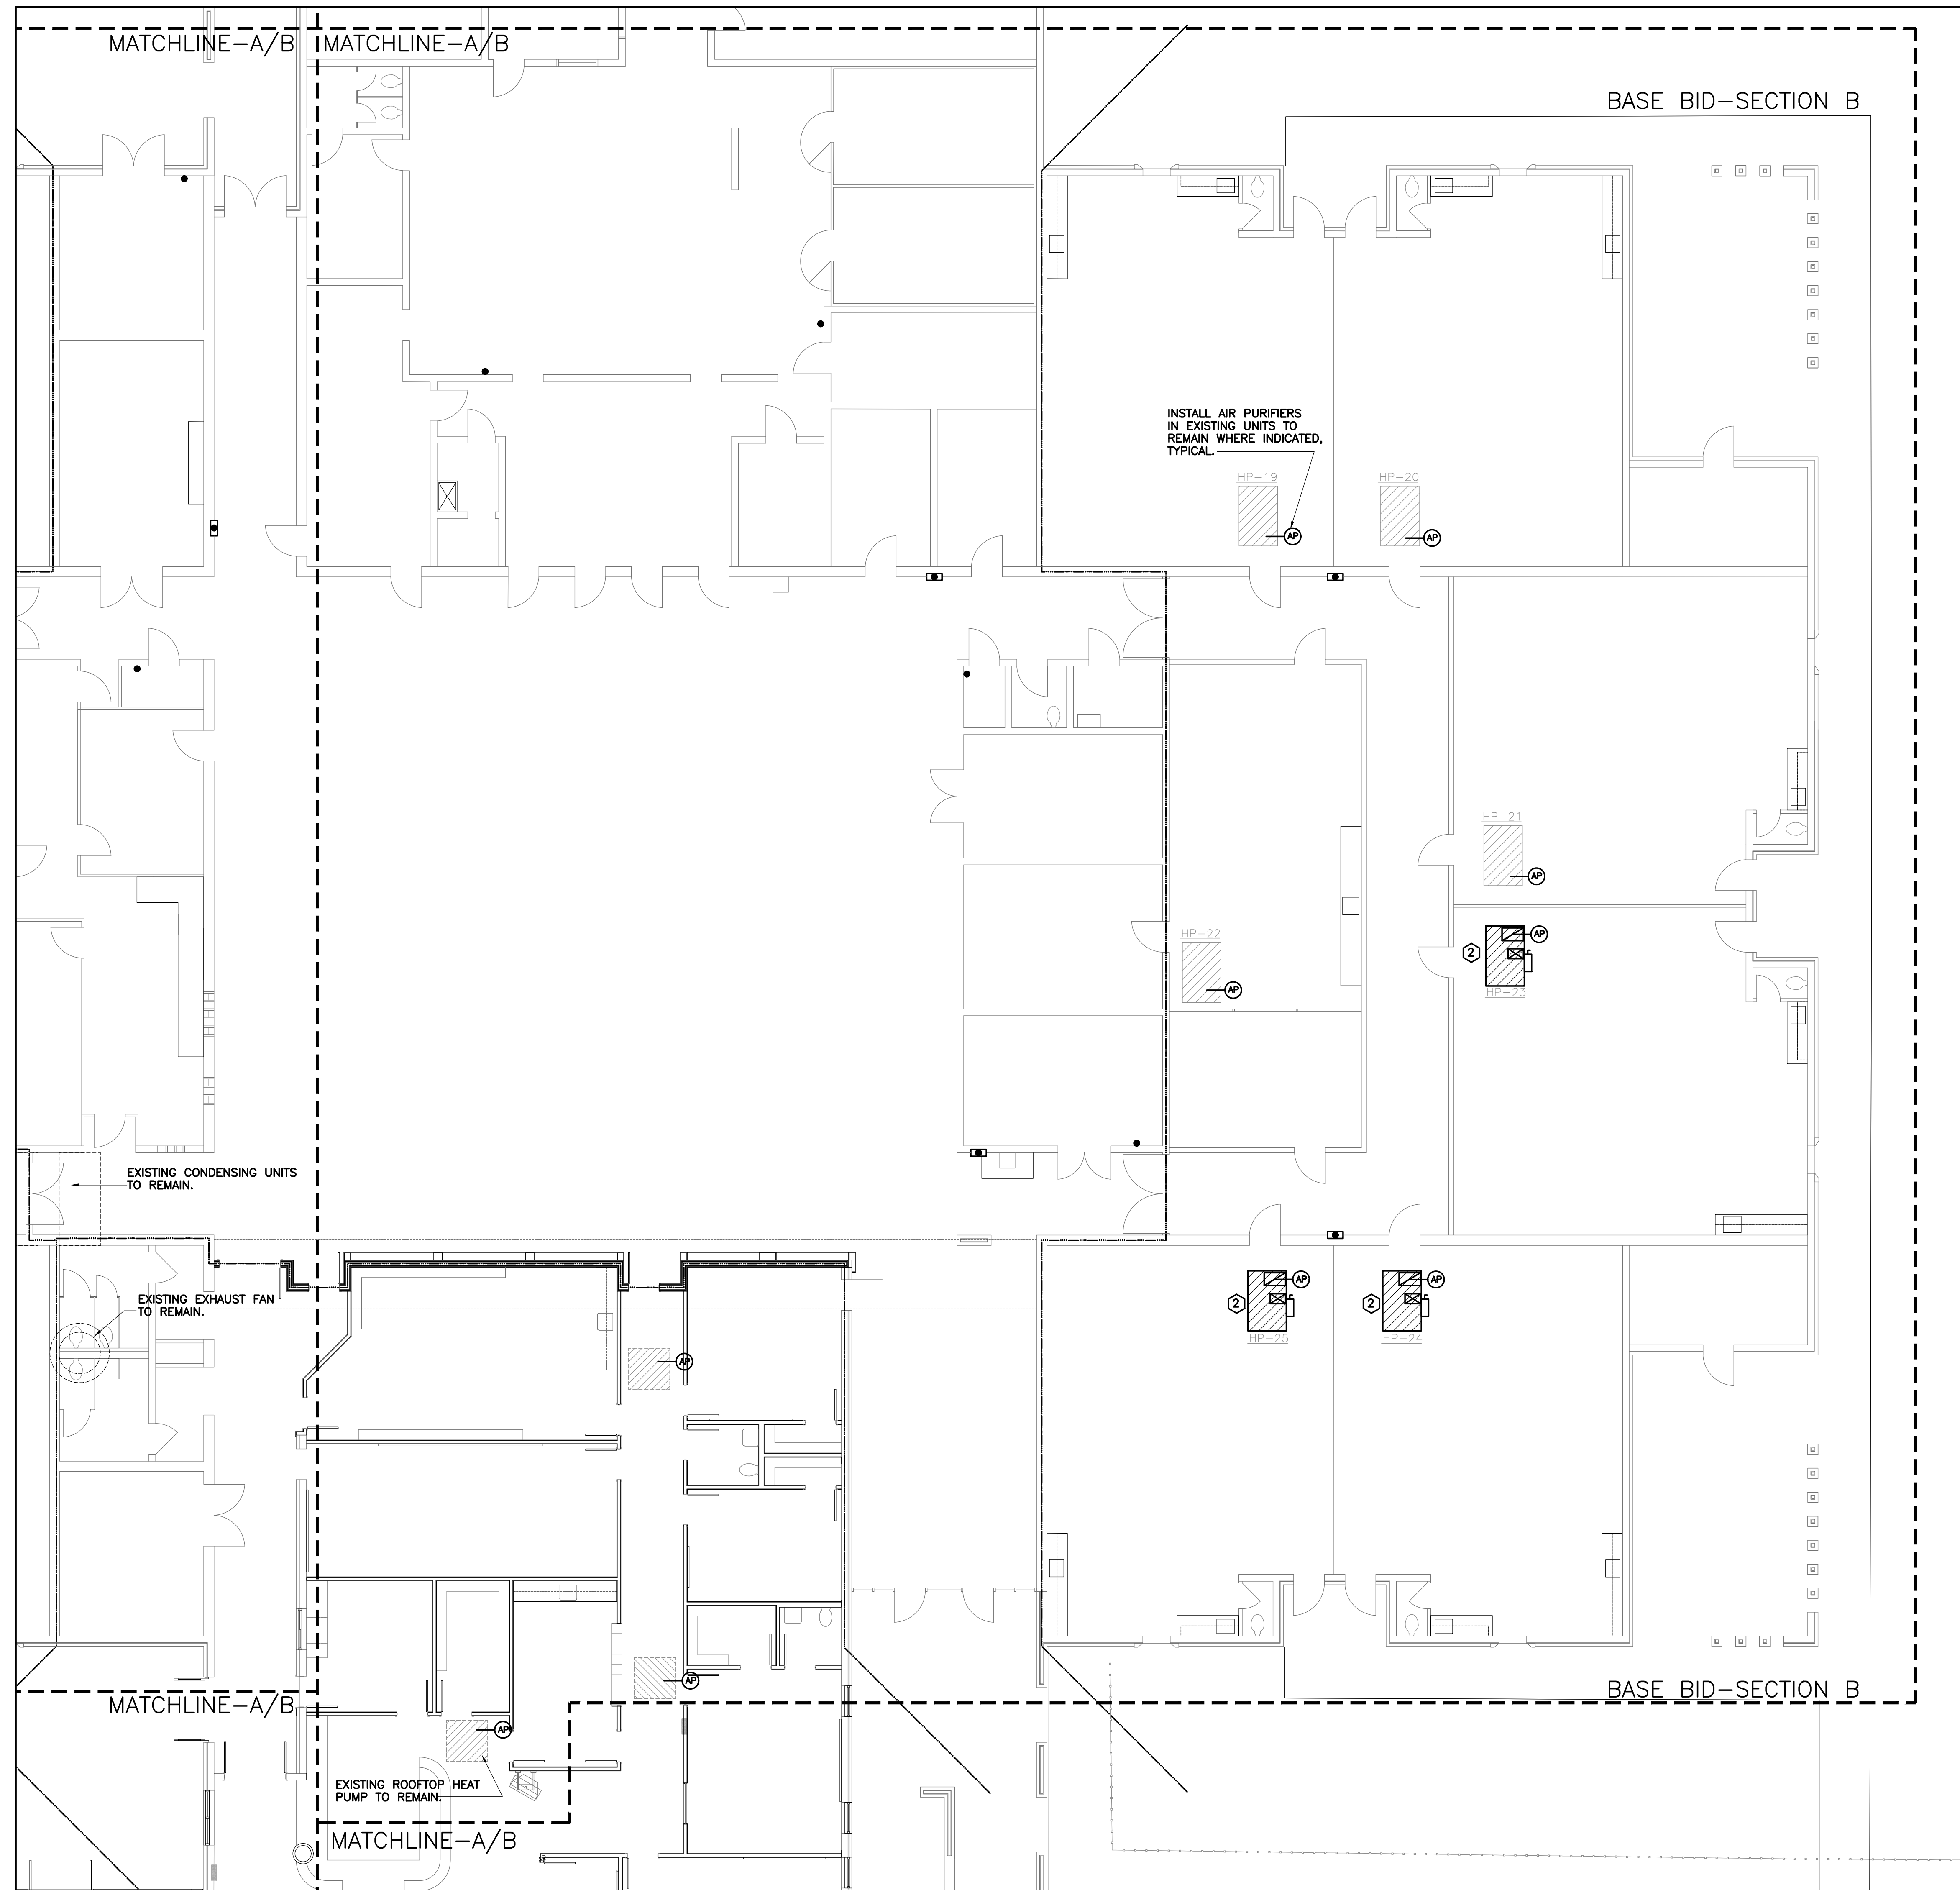 MATCHLINE-A/B
MATCHLINE-A/B
BASE BID-SECTION B
INSTALL AIR PURIFIERS
IN EXISTING UNITS TO
REMAIN WHERE INDICATED,
TYPICAL.
HP-19
HP-20
AP
AP
HP-21
AP
HP-22
AP
2
AP
HP-23
EXISTING CONDENSING UNITS
TO REMAIN.
EXISTING EXHAUST FAN
TO REMAIN.
2
AP
HP-25
2
AP
HP-24
AP
AP
MATCHLINE-A/B
BASE BID-SECTION B
AP
EXISTING ROOFTOP HEAT
PUMP TO REMAIN.
MATCHLINE-A/B